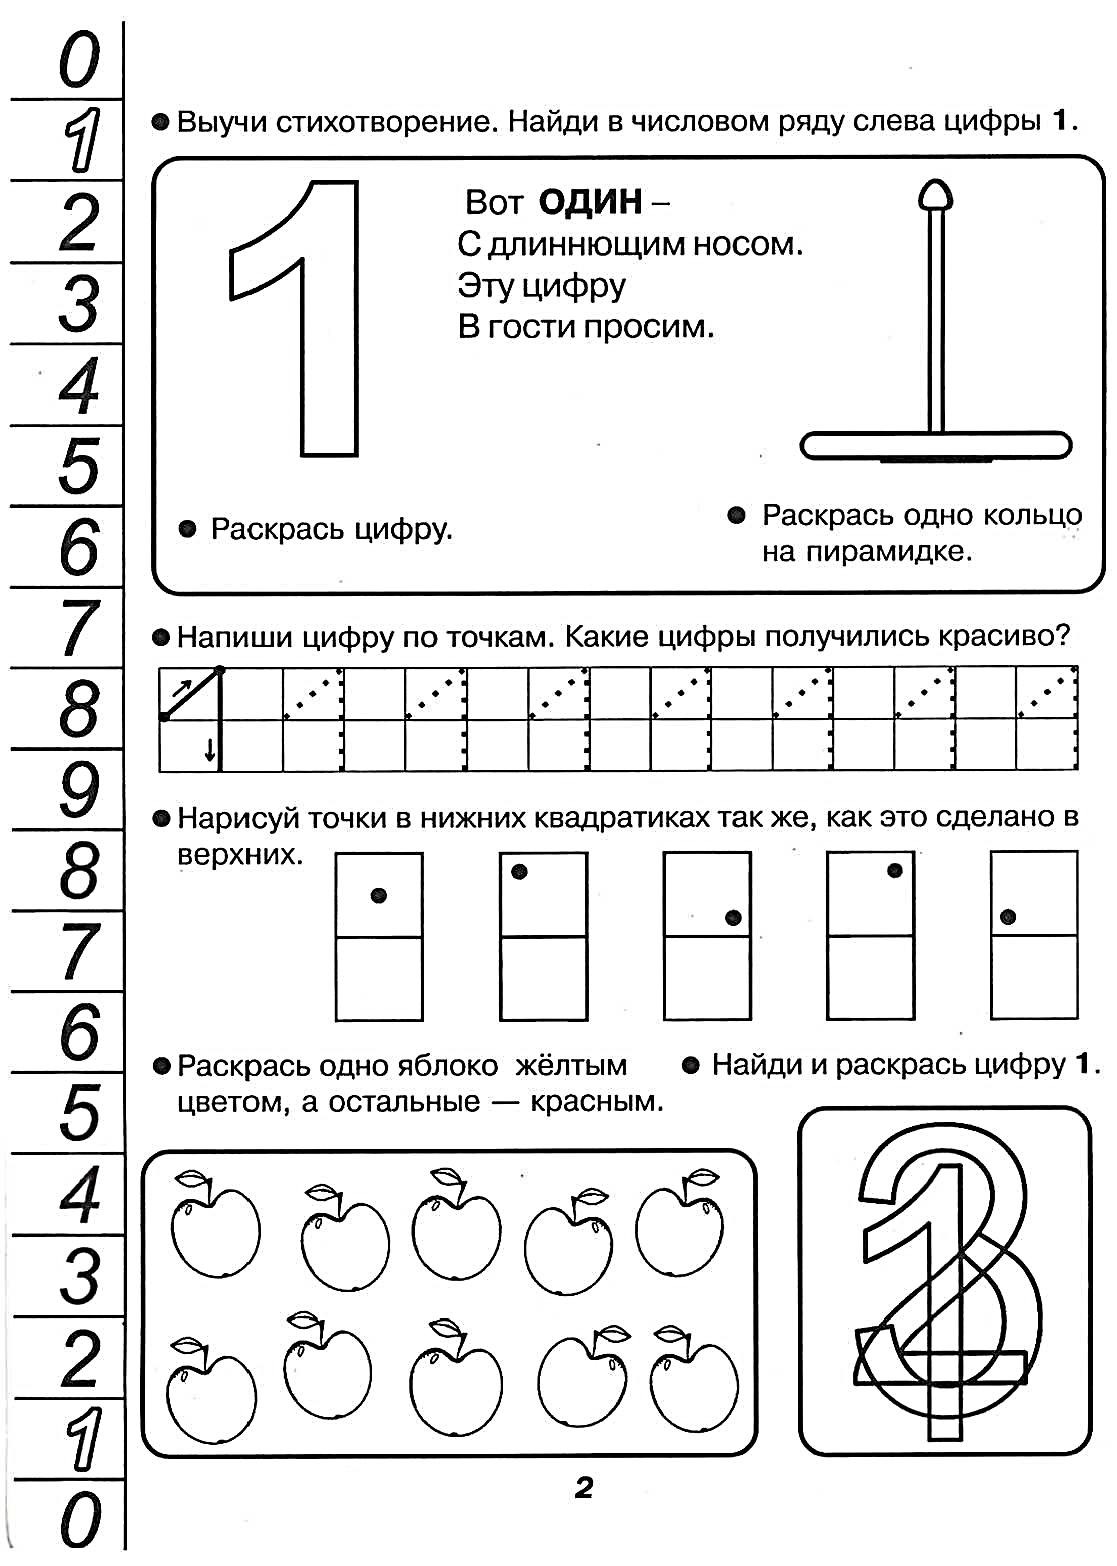 0
1
2
3
4
5
6
7
8
9
8
7
6
5
4
3
2
1
0
● Выучи стихотворение. Найди в числовом ряду слева цифры 1.
1
Вот ОДИН –
С длиннющим носом.
Эту цифру
В гости просим.
● Раскрась цифру.
● Раскрась одно кольцо
на пирамидке.
● Напиши цифру по точкам. Какие цифры получились красиво?
● Нарисуй точки в нижних квадратиках так же, как это сделано в
верхних.
● Раскрась одно яблоко жёлтым
цветом, а остальные — красным.
● Найди и раскрась цифру 1.
2